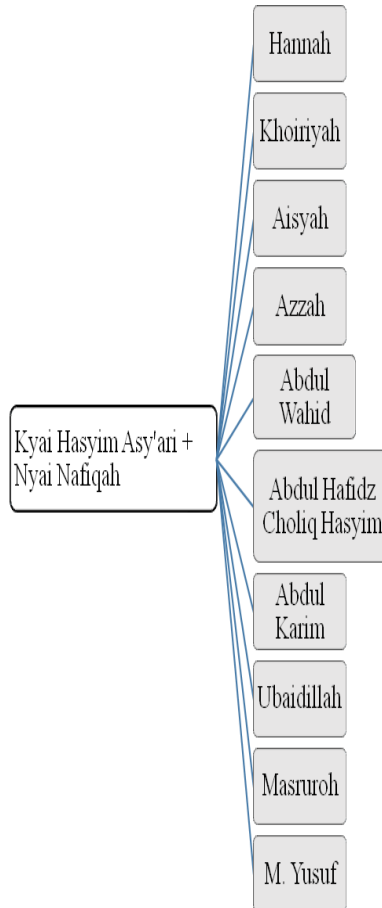 Kyai Hasyim Asy'ari +
Nyai Nafiqah
Hannah
Khoiriyah
Aisyah
Azzah
Abdul
Wahid
Abdul Hafidz
Choliq Hasyim
Abdul
Karim
Ubaidillah
Masruroh
M. Yusuf